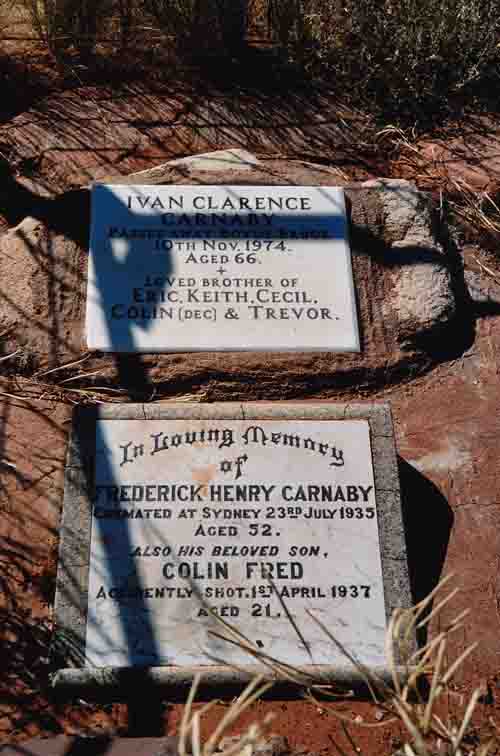 IVAN CLARENCE
CARNABY
PASSED AWAY
10TH NOV. 1974.
AGED 66.
+
LOVED BROTHER OF
ERIC, KEITH, CECIL,
COLIN (DEC) & TREVOR.
In Loving Memory
of
FREDERICK HENRY CARNABY
CREMATED AT SYDNEY 23RD JULY 1935
AGED 52.
ALSO HIS BELOVED SON,
COLIN FRED
ACCIDENTLY SHOT, 1ST APRIL 1937
AGED 21.